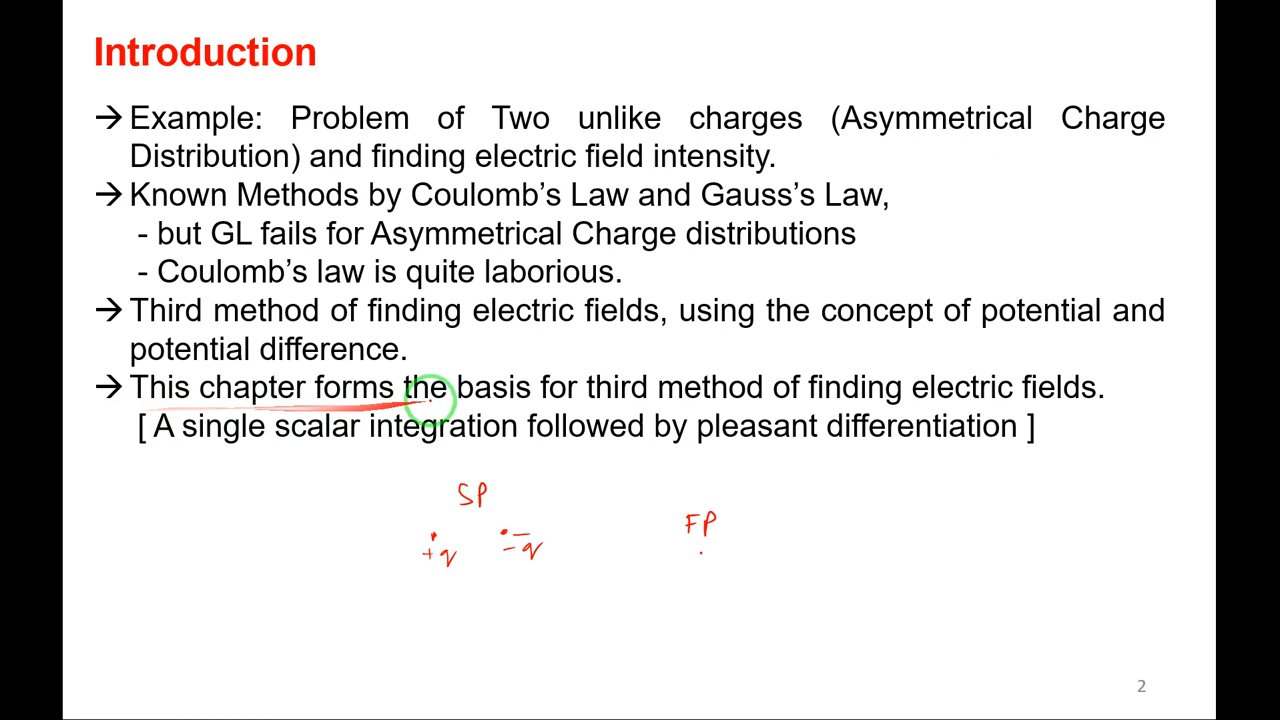 Introduction
→ Example: Problem of Two unlike charges (Asymmetrical Charge
Distribution) and finding electric field intensity.
→ Known Methods by Coulomb’s Law and Gauss’s Law,
- but GL fails for Asymmetrical Charge distributions
- Coulomb’s law is quite laborious.
→ Third method of finding electric fields, using the concept of potential and
potential difference.
→ This chapter forms the basis for third method of finding electric fields.
[ A single scalar integration followed by pleasant differentiation ]
SP
FP
+q
-q
2